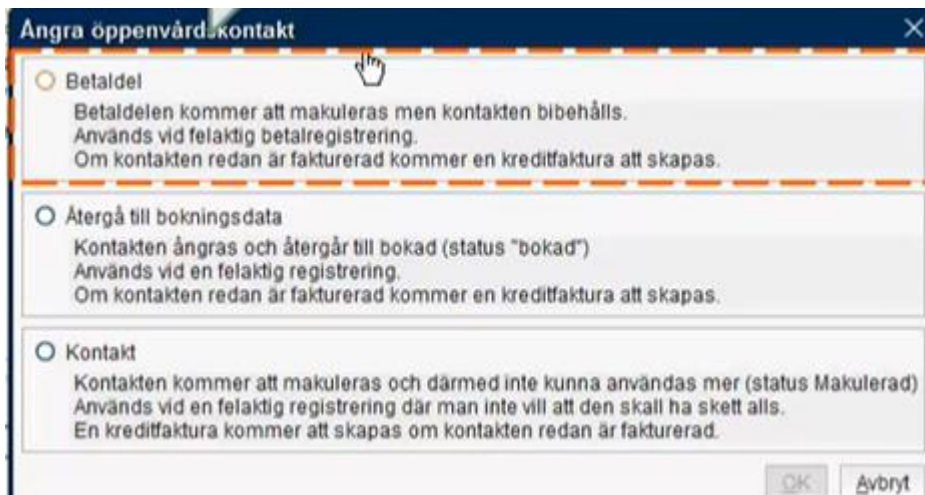 Ångra öppenvårdskontakt
Betaldel
Betaldelen kommer att makuleras men kontakten bibehålls.
Används vid felaktig betalregistrering.
Om kontakten redan är fakturerad kommer en kreditfaktura att skapas.
Återgå till bokningsdata
Kontakten ångras och återgår till bokad (status "bokad")
Används vid en felaktig registrering.
Om kontakten redan är fakturerad kommer en kreditfaktura att skapas.
Kontakt
Kontakten kommer att makuleras och därmed inte kunna användas mer (status Makulerad)
Används vid en felaktig registrering där man inte vill att den skall ha skett alls.
En kreditfaktura kommer att skapas om kontakten redan är fakturerad.
OK Avbryt